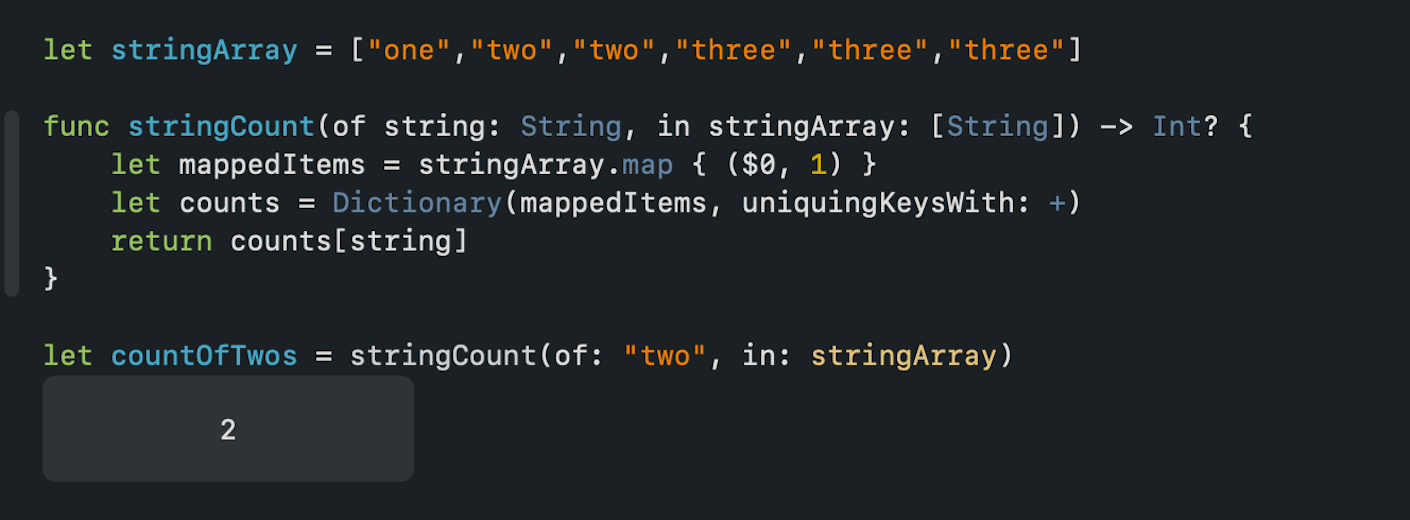 let stringArray = ["one","two","two","three","three","three"]
func stringCount(of string: String, in stringArray: [String]) -> Int? {
let mappedItems = stringArray.map { ($0, 1) }
let counts = Dictionary(mappedItems, uniquingKeysWith: +)
return counts[string]
}
let countOfTwos = stringCount(of: "two", in: stringArray)
2